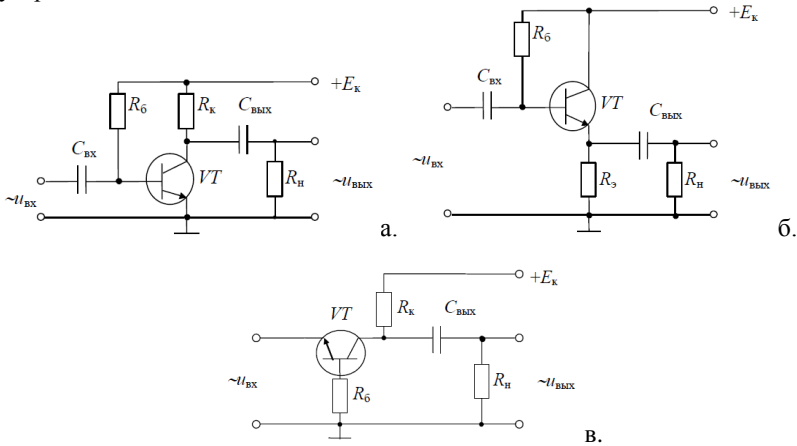 +Eк
Rб
Rк
Cвых
Cвх
VT
Rн
~uвх
~uвых
а.
+Eк
Rб
Cвх
VT
Cвых
~uвх
Rэ
Rн
~uвых
б.
+Eк
VT
Rк
Cвых
~uвх
Rб
Rн
~uвых
в.